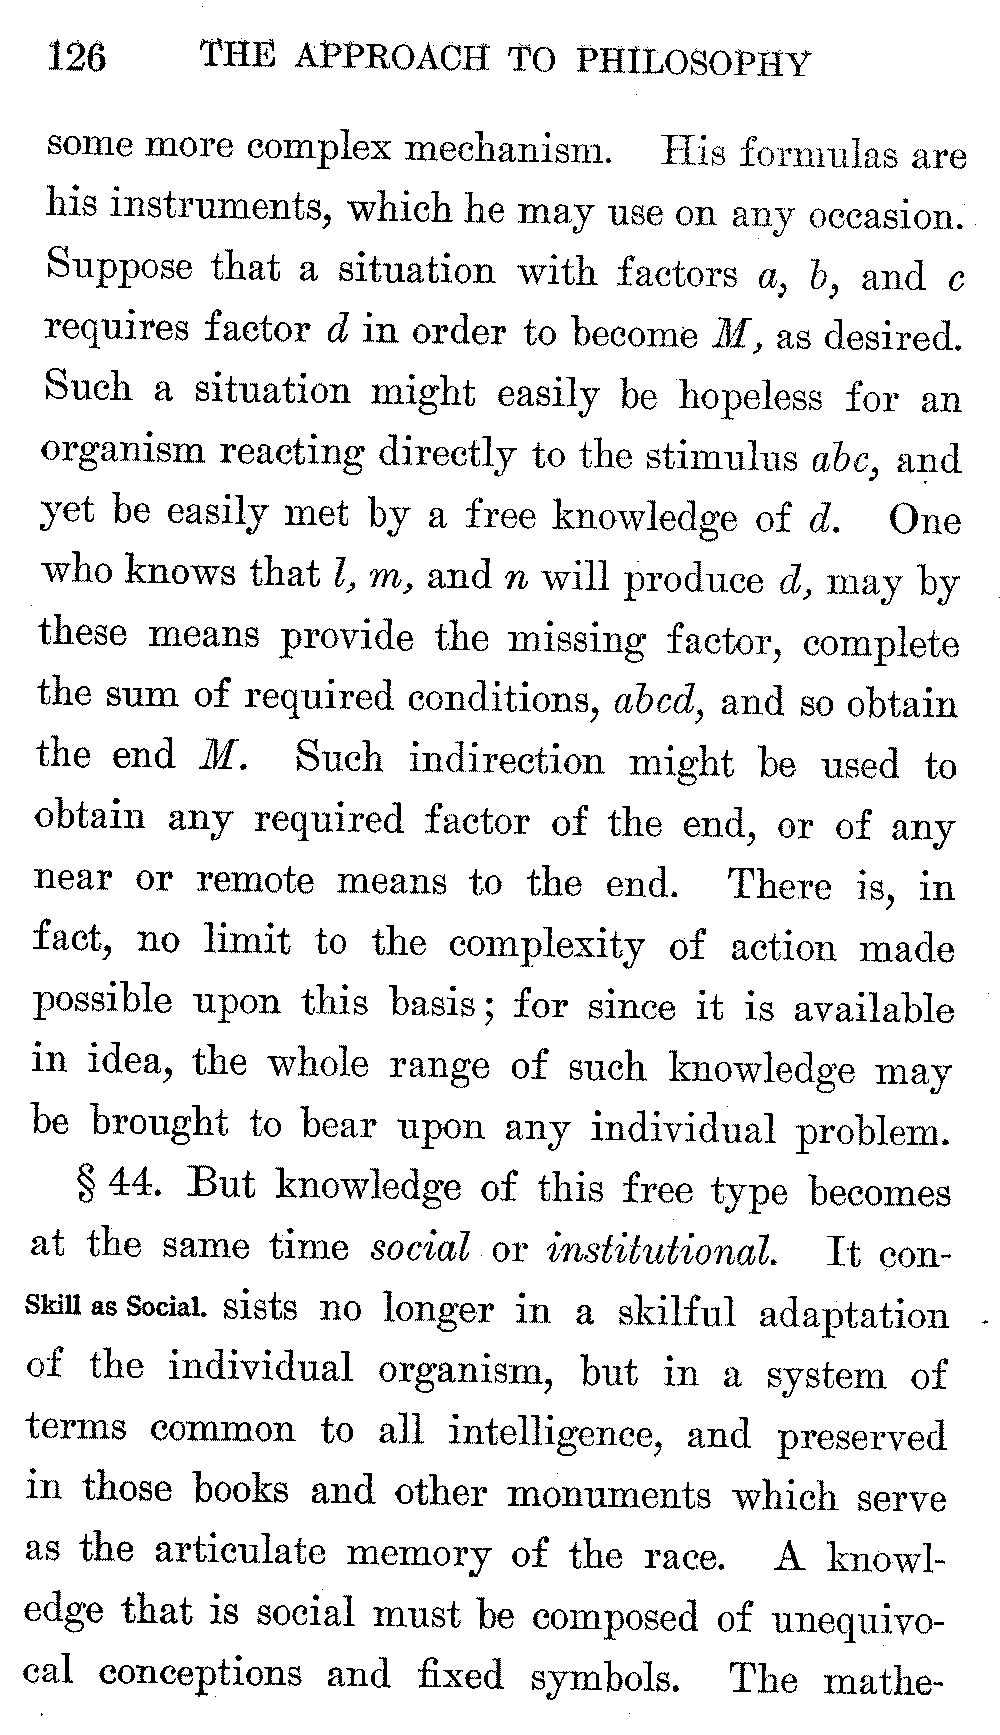 126 THE APPROACH TO PHILOSOPHY
some more complex mechanism. His formulas are
his instruments, which he may use on any occasion.
Suppose that a situation with factors a, b, and c
requires factor d in order to become M, as desired.
Such a situation might easily be hopeless for an
organism reacting directly to the stimulus abc, and
yet be easily met by a free knowledge of d. One
who knows that l, m, and n will produce d, may by
these means provide the missing factor, complete
the sum of required conditions, abcd, and so obtain
the end M. Such indirection might be used to
obtain any required factor of the end, or of any
near or remote means to the end. There is, in
fact, no limit to the complexity of action made
possible upon this basis; for since it is available
in idea, the whole range of such knowledge may
be brought to bear upon any individual problem.
§ 44. But knowledge of this free type becomes
at the same time social or institutional. It con-
Skill as Social. sists no longer in a skilful adaptation
of the individual organism, but in a system of
terms common to all intelligence, and preserved
in those books and other monuments which serve
as the articulate memory of the race. A knowl-
edge that is social must be composed of unequivo-
cal conceptions and fixed symbols. The mathe-